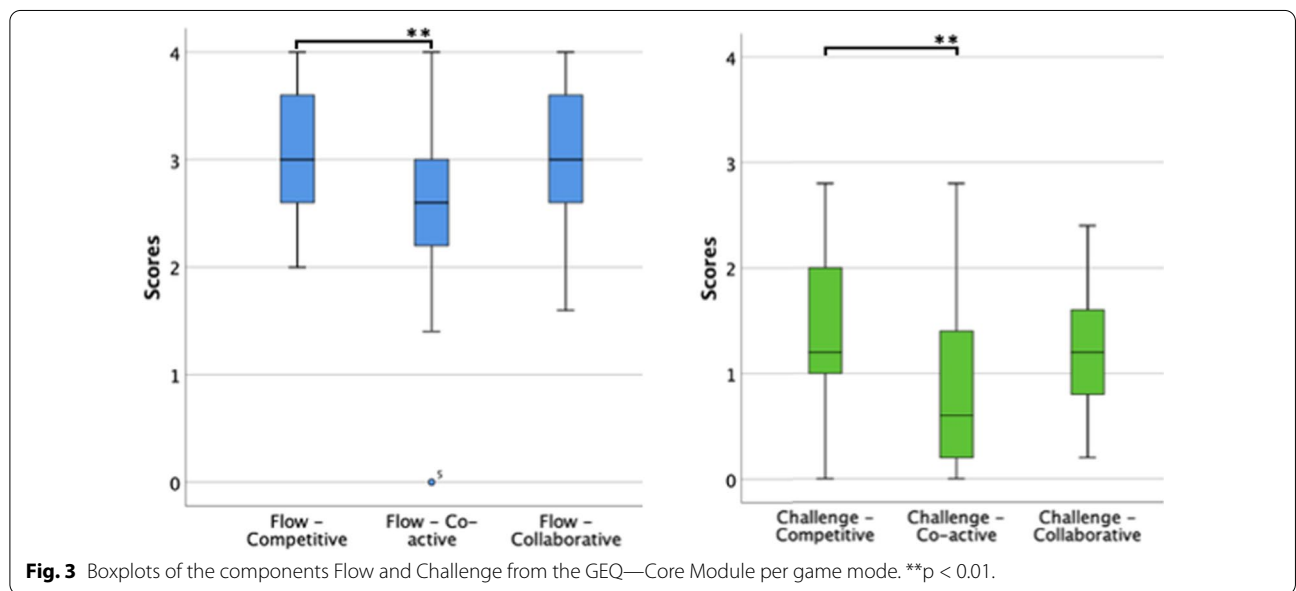 **
4
3
2
1
0
Scores
5
Flow –
Competitive
Flow – Co-
active
Flow –
Collaborative
**
4
3
2
1
0
Scores
Challenge –
Competitive
Challenge –
Co-active
Challenge –
Collaborative
Fig. 3 Boxplots of the components Flow and Challenge from the GEQ—Core Module per game mode. **p < 0.01.